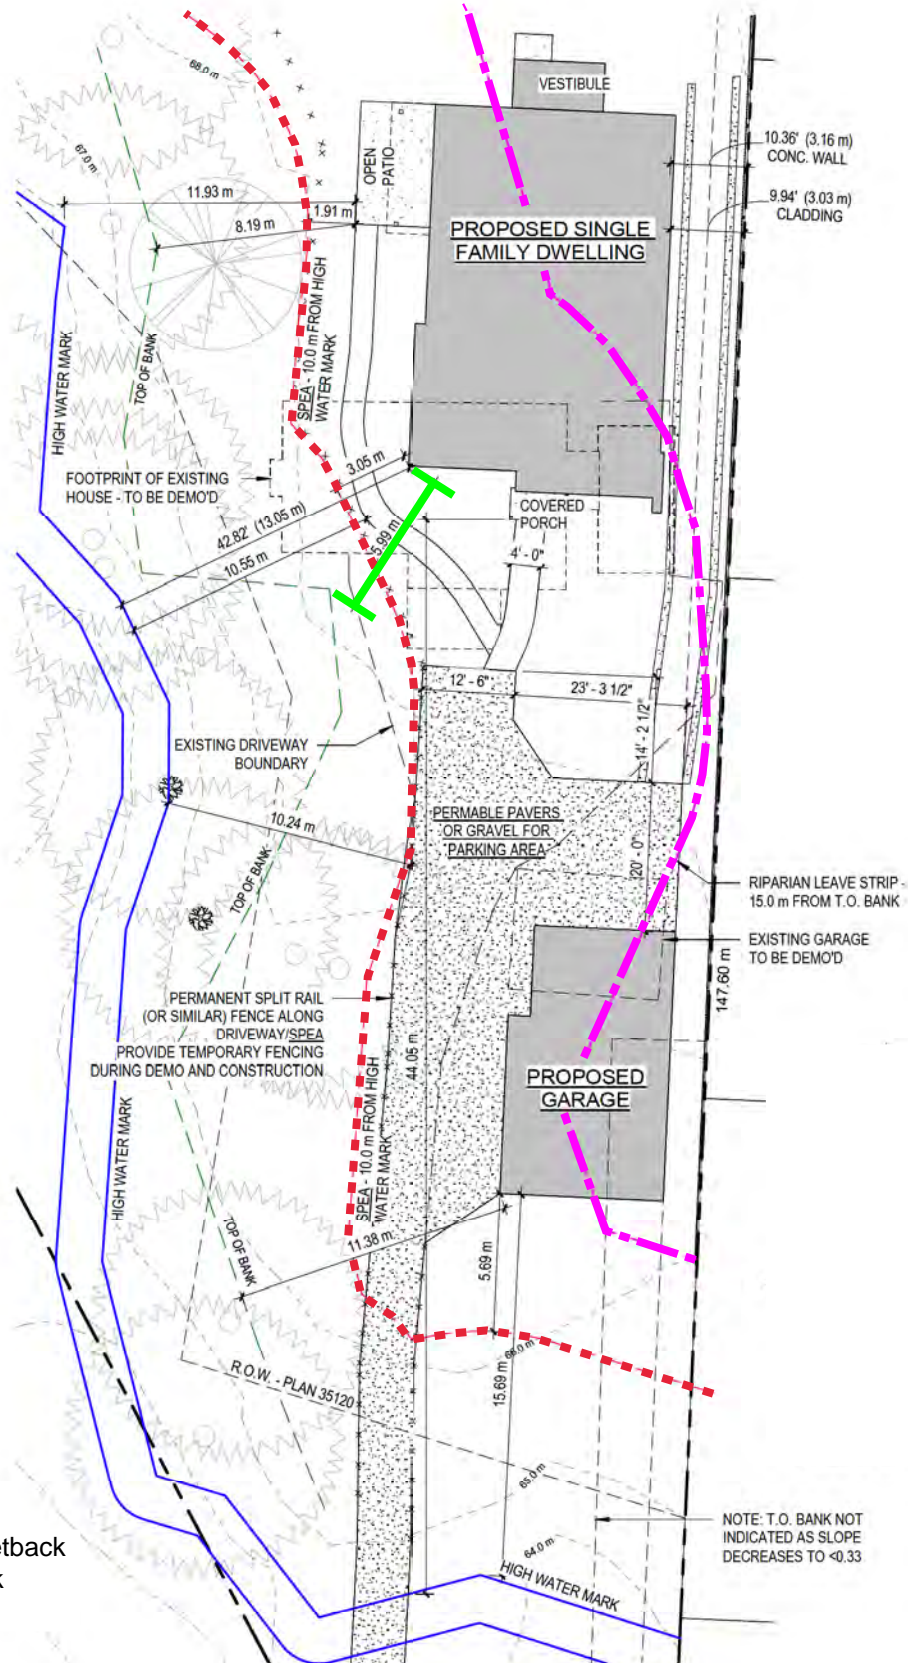 68.0 m
67.0 m
VESTIBULE
10.36' (3.16 m)
CONC. WALL
OPEN
PATIO
11.93 m
1.91 m
8.19 m
9.94' (3.03 m)
CLADDING
PROPOSED SINGLE
FAMILY DWELLING
HIGH WATER MARK
TOP OF BANK
SPEA - 10.0 m FROM HIGH
WATER MARK
FOOTPRINT OF EXISTING
HOUSE - TO BE DEMO'D
3.05 m
42.82' (13.05 m)
10.55 m
5.99 m
COVERED
PORCH
4' - 0"
12' - 6"
23' - 3 1/2"
14' - 2 1/2"
EXISTING DRIVEWAY
BOUNDARY
10.24 m
PERMABLE PAVERS
OR GRAVEL FOR
PARKING AREA
20' 0"
TOP OF BANK
RIPARIAN LEAVE STRIP -
15.0 m FROM T.O. BANK
EXISTING GARAGE
TO BE DEMO'D
147.60 m
PERMANENT SPLIT RAIL
(OR SIMILAR) FENCE ALONG
DRIVEWAY/SPEA
PROVIDE TEMPORARY FENCING
DURING DEMO AND CONSTRUCTION
44.05 m
PROPOSED
GARAGE
HIGH WATER MARK
SPEA - 10.0 m FROM HIGH
WATER MARK
TOP OF BANK
11.38 m
5.69 m
66.0 m
R.O.W. - PLAN 35120
15.69 m
65.0 m
NOTE: T.O. BANK NOT
INDICATED AS SLOPE
DECREASES TO <0.33
64.0 m
HIGH WATER MARK
etback
k